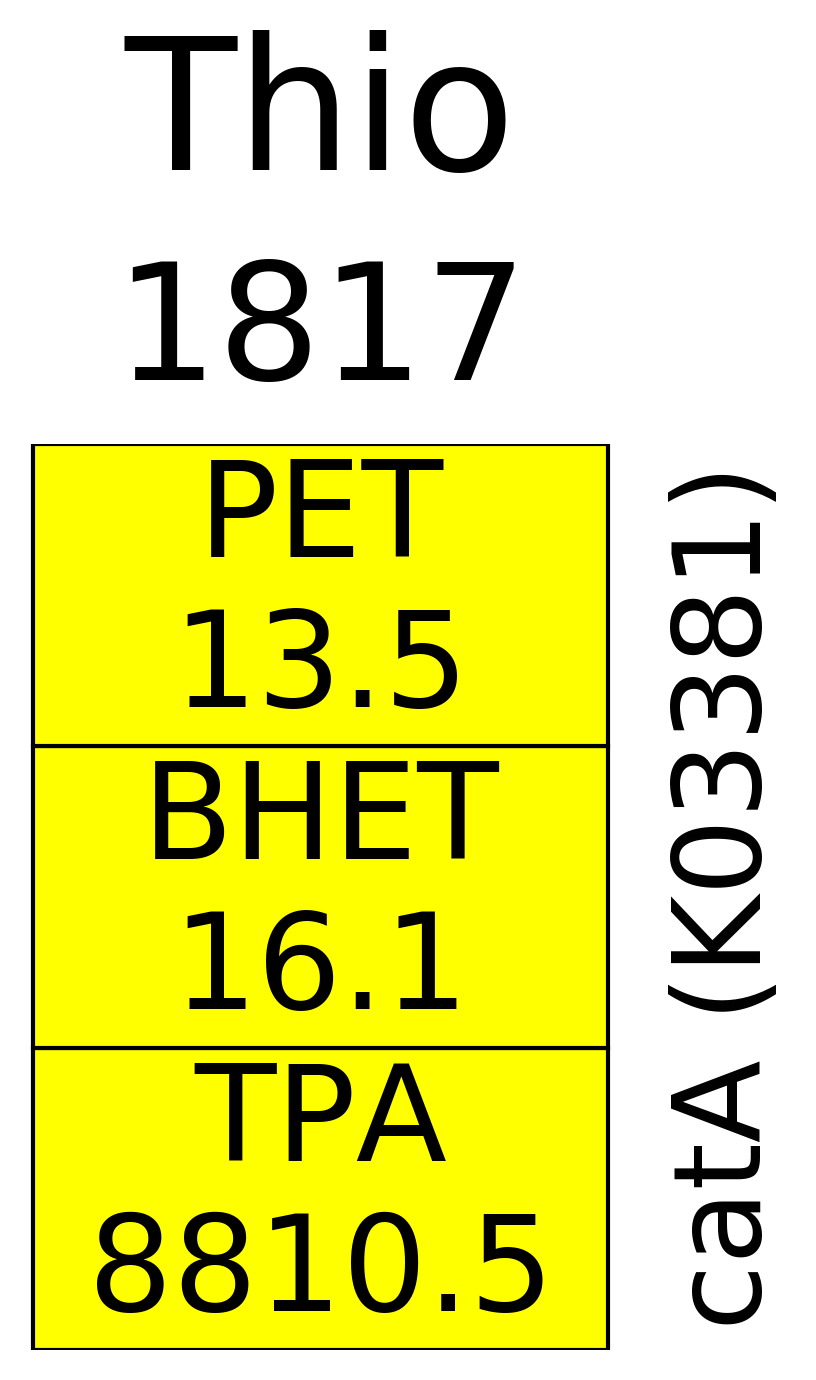 Thio
1817
PET
13.5
BHET
16.1
TPA
8810.5
catA (K03381)